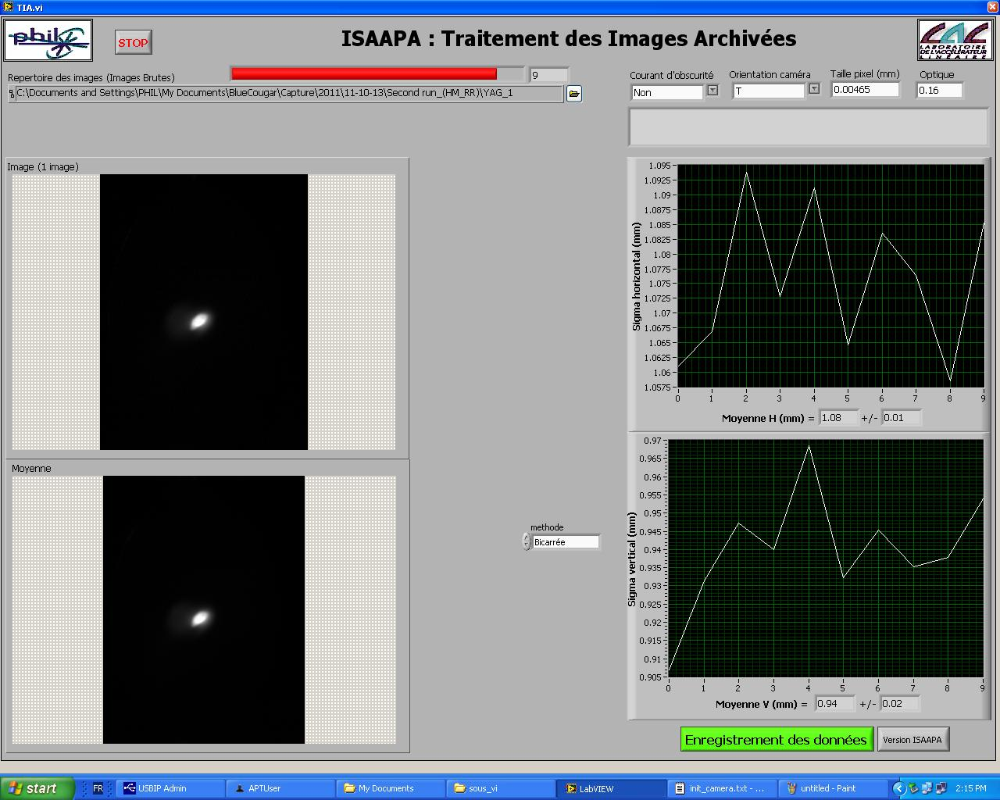 TIA.vi
phil
STOP
ISAAPA : Traitement des Images Archivées
LABORATOIRE
DE L'ACCÉLÉRATEUR
LINÉAIRE
Repertoire des images (Images Brutes)
9
C:\Documents and Settings\PHIL\My Documents\BlueCougar\Capture\2011\11-10-13\Second run_(HM_RR)\YAG_1
Courant d'obscurité
Orientation caméra
Taille pixel (mm)
Optique
Non
T
0.00465
0.16
Image (1 image)
Sigma horizontal (mm)
1.095
1.0925
1.09
1.0875
1.085
1.0825
1.08
1.0775
1.075
1.0725
1.07
1.0675
1.065
1.0625
1.06
1.0575
0 1 2 3 4 5 6 7 8 9
Moyenne H (mm) = 1.08 +/- 0.01
Moyenne
methode
Bicarrée
Sigma vertical (mm)
0.97
0.965
0.96
0.955
0.95
0.945
0.94
0.935
0.93
0.925
0.92
0.915
0.91
0.905
0 1 2 3 4 5 6 7 8 9
Moyenne V (mm) = 0.94 +/- 0.02
Enregistrement des données
Version ISAAPA
start
FR
USBIP Admin
APTUser
My Documents
sous_vi
LabVIEW
init_camera.txt - ...
untitled - Paint
2:15 PM